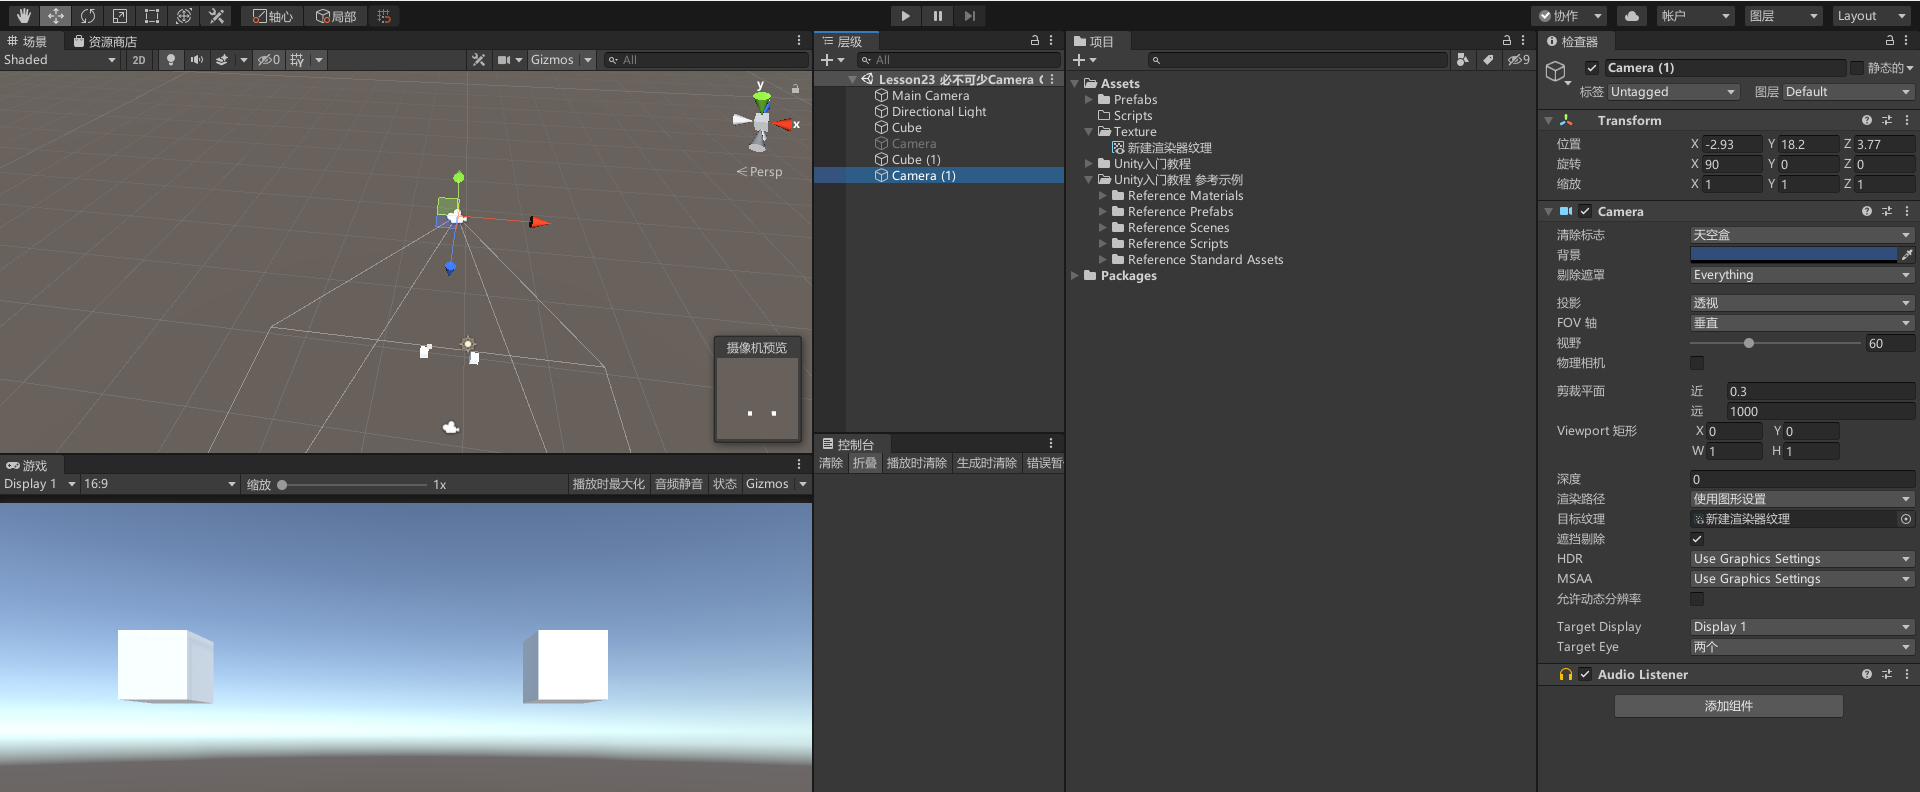 轴心
局部
协作
帐户
图层
Layout
场景
资源商店
Shaded
2D
0
Gizmos
All
y
x
Persp
摄像机预览
游戏
Display 1
16:9
缩放
1x
播放时最大化
音频静音
状态
Gizmos
层级
All
Lesson23 必不可少Camera
Main Camera
Directional Light
Cube
Camera
Cube (1)
Camera (1)
控制台
清除
折叠
播放时清除
生成时清除
错误暂
项目
9
Assets
Prefabs
Scripts
Texture
新建渲染器纹理
Unity入门教程
Unity入门教程 参考示例
Reference Materials
Reference Prefabs
Reference Scenes
Reference Scripts
Reference Standard Assets
Packages
检查器
Camera (1)
静态的
标签 Untagged 图层 Default
Transform
位置 X -2.93 Y 18.2 Z 3.77
旋转 X 90 Y 0 Z 0
缩放 X 1 Y 1 Z 1
Camera
清除标志 天空盒
背景
剔除遮罩 Everything
投影 透视
FOV 轴 垂直
视野 60
物理相机
剪裁平面 近 0.3
远 1000
Viewport 矩形 X 0 Y 0
W 1 H 1
深度 0
渲染路径 使用图形设置
目标纹理 新建渲染器纹理
遮挡剔除
HDR Use Graphics Settings
MSAA Use Graphics Settings
允许动态分辨率
Target Display Display 1
Target Eye 两个
Audio Listener
添加组件